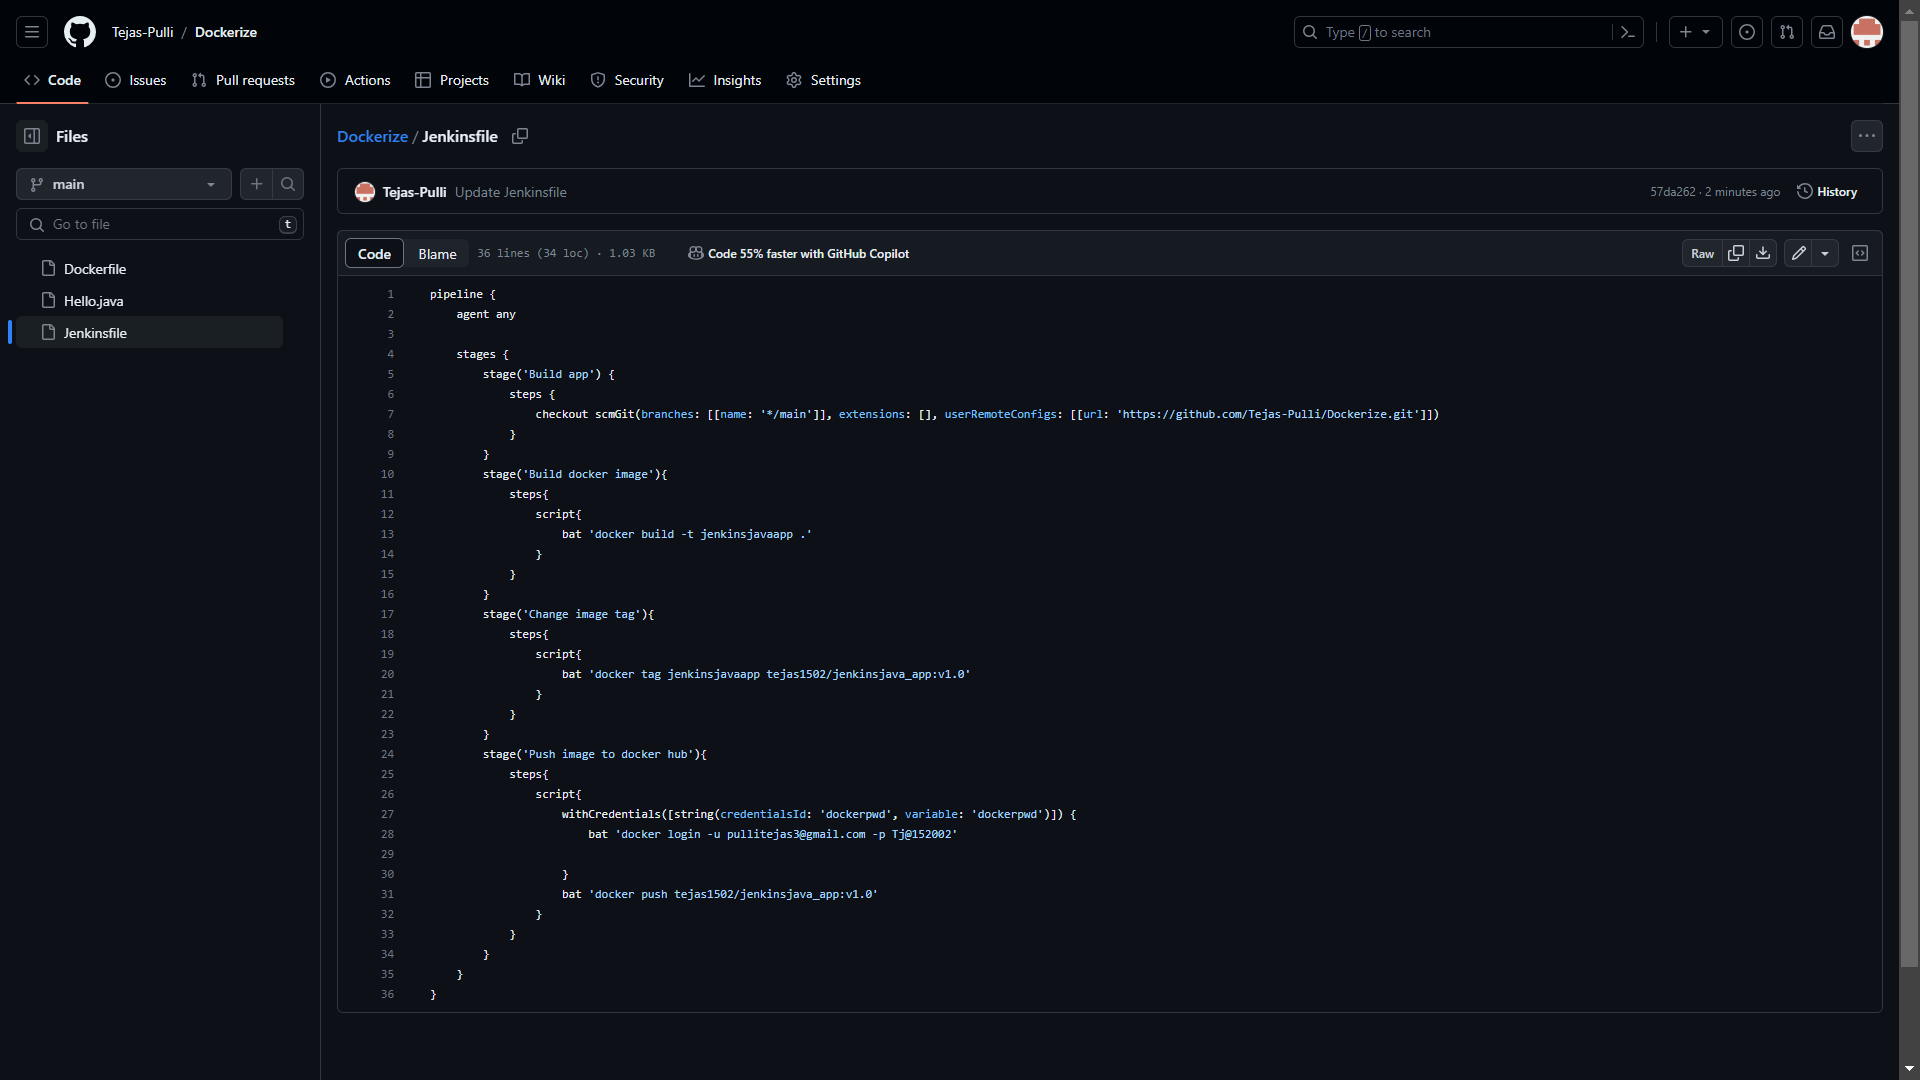 Tejas-Pulli / Dockerize
Type / to search
Code
Issues
Pull requests
Actions
Projects
Wiki
Security
Insights
Settings
Files
main
Go to file
t
Dockerfile
Hello.java
Jenkinsfile
Dockerize / Jenkinsfile
Tejas-Pulli Update Jenkinsfile
57da262 · 2 minutes ago
History
Code
Blame
36 lines (34 loc) · 1.03 KB
Code 55% faster with GitHub Copilot
Raw
1 pipeline {
2     agent any
3
4     stages {
5         stage('Build app') {
6             steps {
7                 checkout scmGit(branches: [[name: '*/main']], extensions: [], userRemoteConfigs: [[url: 'https://github.com/Tejas-Pulli/Dockerize.git']])
8             }
9         }
10         stage('Build docker image'){
11             steps{
12                 script{
13                     bat 'docker build -t jenkinsjavaapp .'
14                 }
15             }
16         }
17         stage('Change image tag'){
18             steps{
19                 script{
20                     bat 'docker tag jenkinsjavaapp tejas1502/jenkinsjava_app:v1.0'
21                 }
22             }
23         }
24         stage('Push image to docker hub'){
25             steps{
26                 script{
27                     withCredentials([string(credentialsId: 'dockerpwd', variable: 'dockerpwd')]) {
28                         bat 'docker login -u pullitejas3@gmail.com -p Tj@152002'
29
30                     }
31                     bat 'docker push tejas1502/jenkinsjava_app:v1.0'
32                 }
33             }
34         }
35     }
36 }